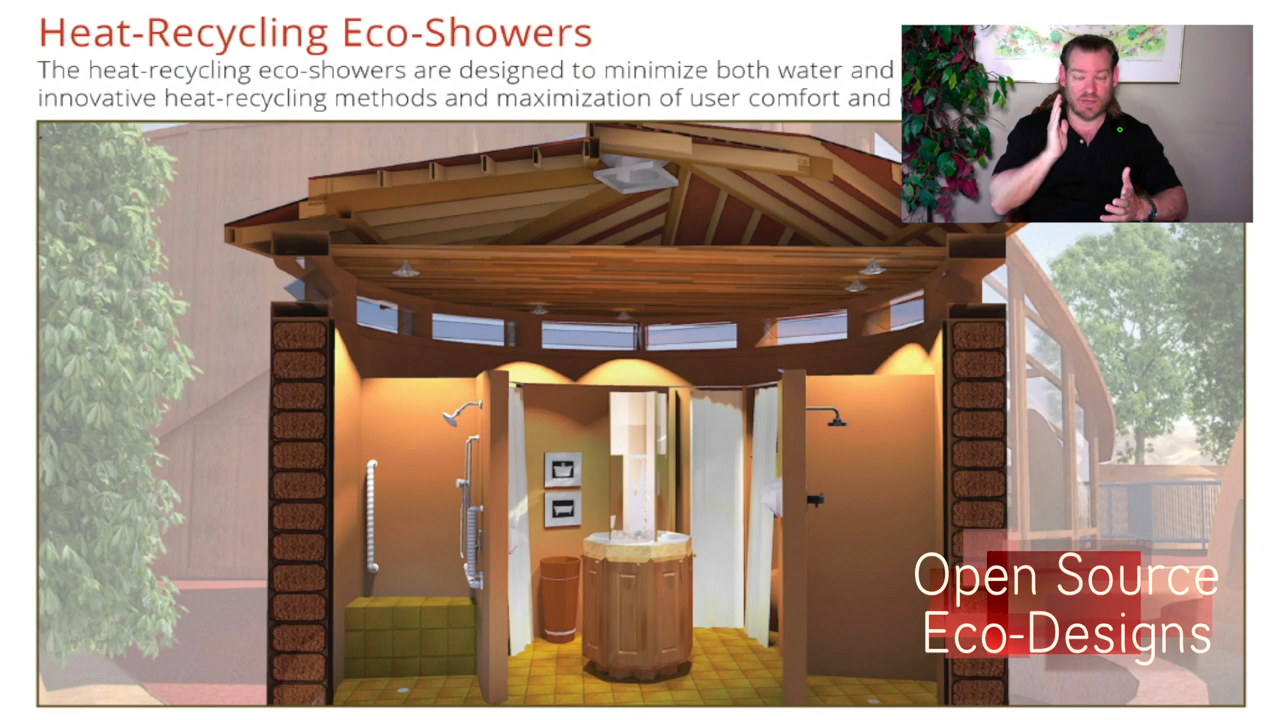 Heat-Recycling Eco-Showers
The heat-recycling eco-showers are designed to minimize both water and
innovative heat-recycling methods and maximization of user comfort and
Open Source
Eco-Designs